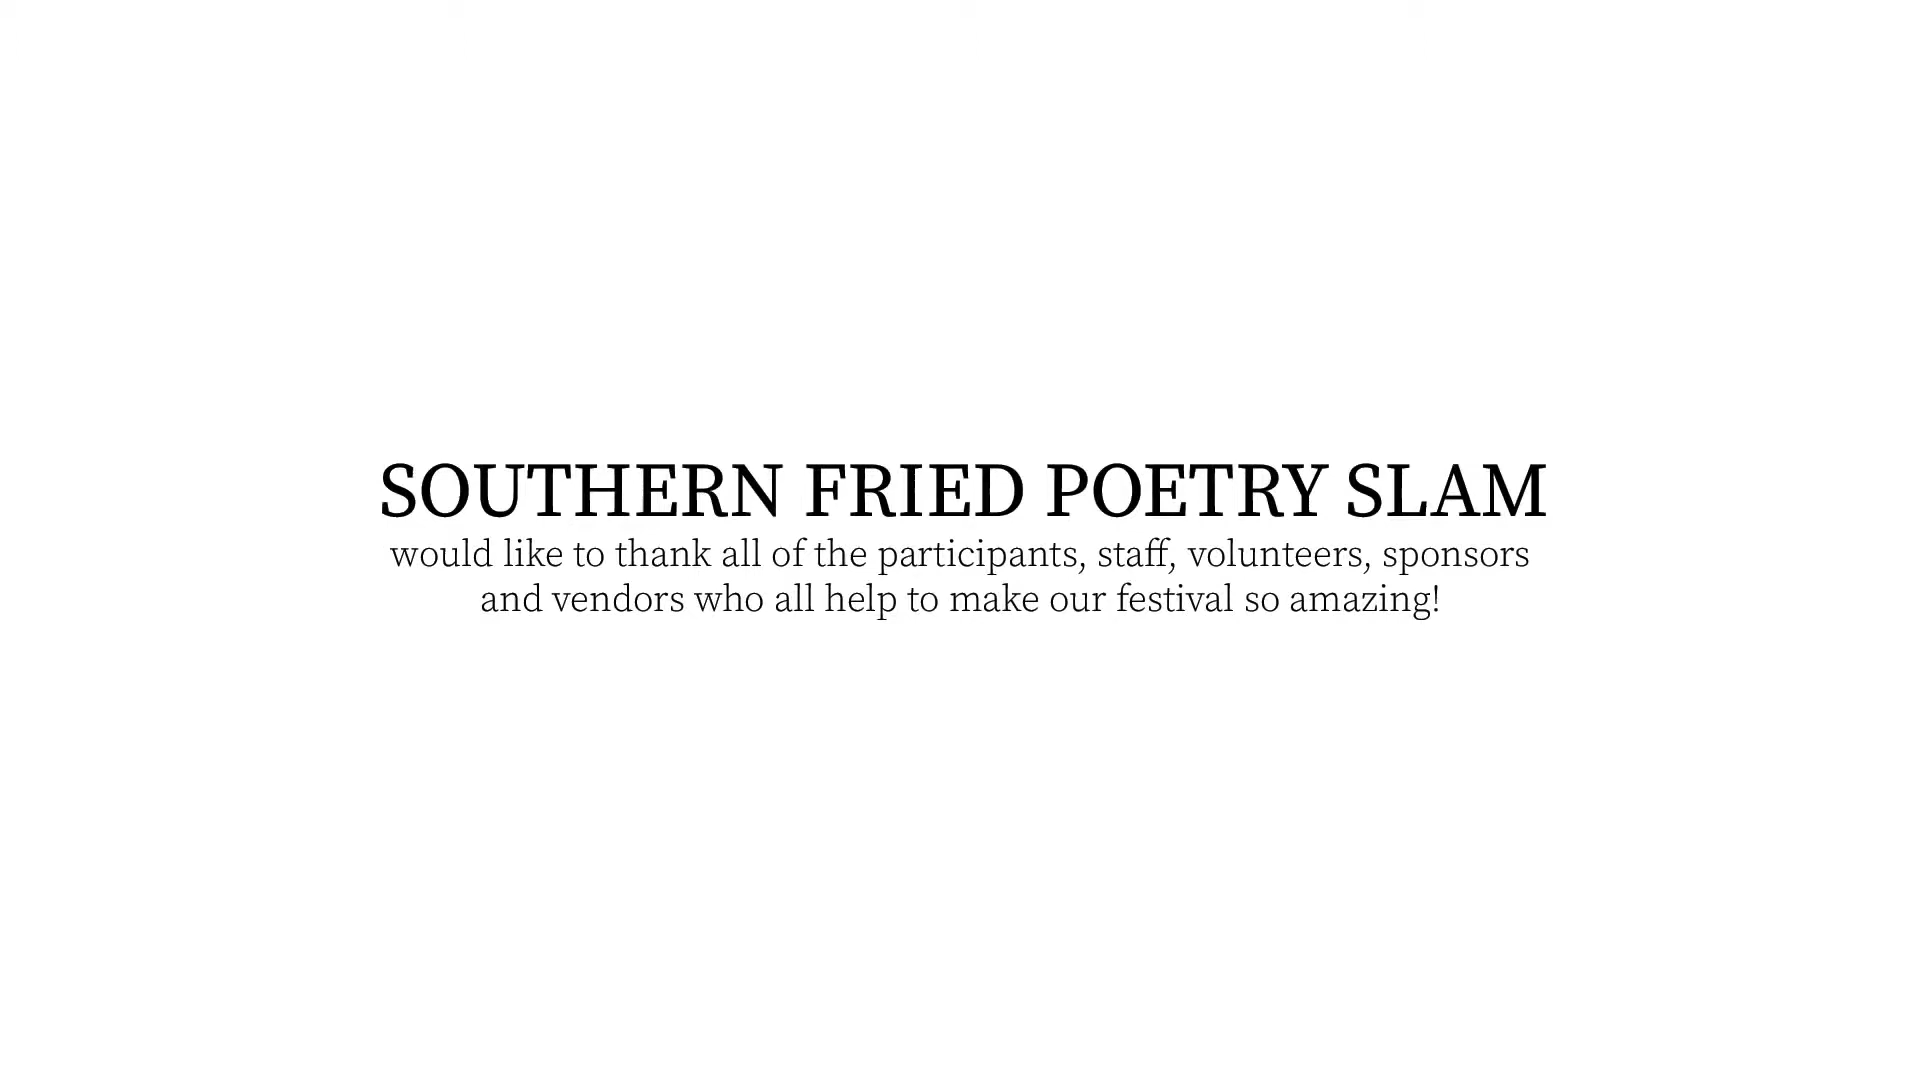 SOUTHERN FRIED POETRY SLAM
would like to thank all of the participants, staff, volunteers, sponsors
and vendors who all help to make our festival so amazing!